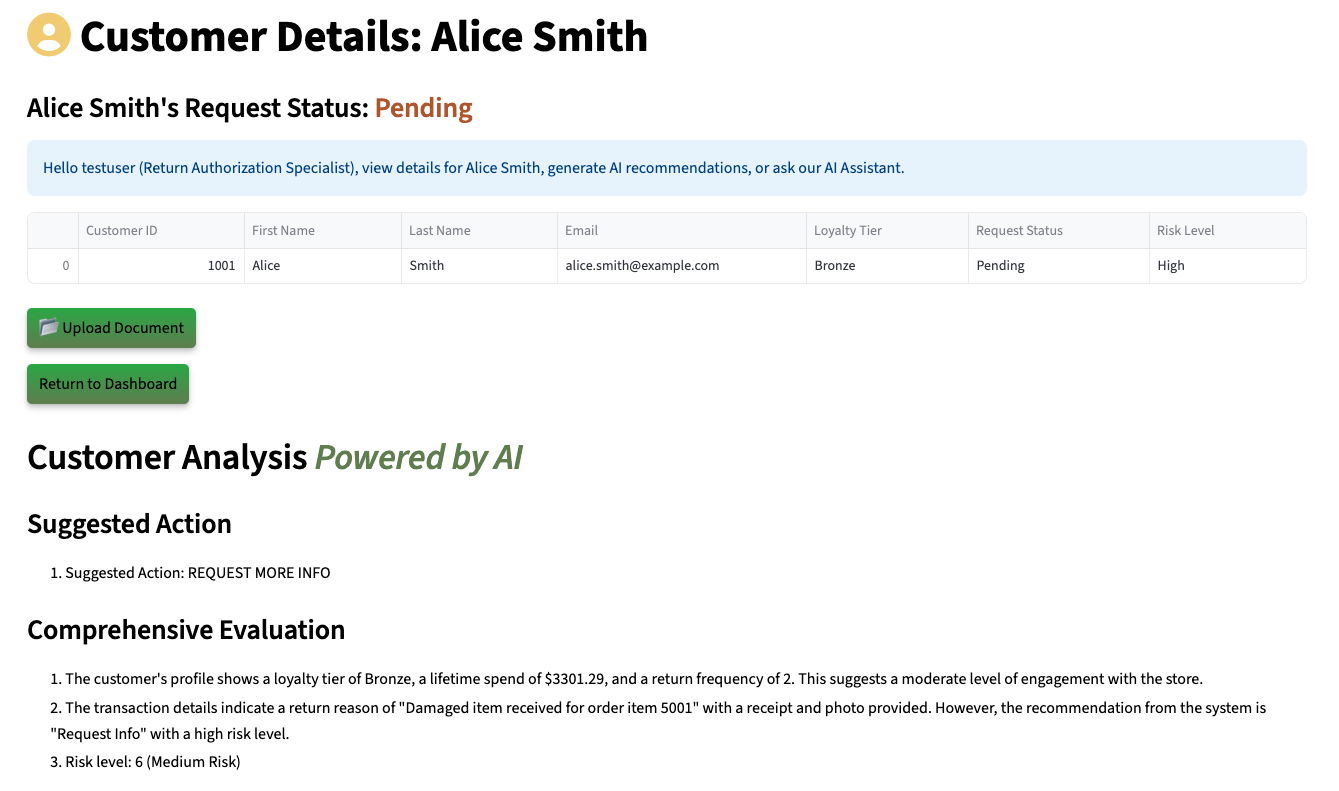 Customer Details: Alice Smith
Alice Smith's Request Status: Pending
Hello testuser (Return Authorization Specialist), view details for Alice Smith, generate AI recommendations, or ask our AI Assistant.
Customer ID First Name Last Name Email Loyalty Tier Request Status Risk Level
0 1001 Alice Smith alice.smith@example.com Bronze Pending High
Upload Document
Return to Dashboard
Customer Analysis Powered by AI
Suggested Action
1. Suggested Action: REQUEST MORE INFO
Comprehensive Evaluation
1. The customer's profile shows a loyalty tier of Bronze, a lifetime spend of $3301.29, and a return frequency of 2. This suggests a moderate level of engagement with the store.
2. The transaction details indicate a return reason of "Damaged item received for order item 5001" with a receipt and photo provided. However, the recommendation from the system is
"Request Info" with a high risk level.
3. Risk level: 6 (Medium Risk)